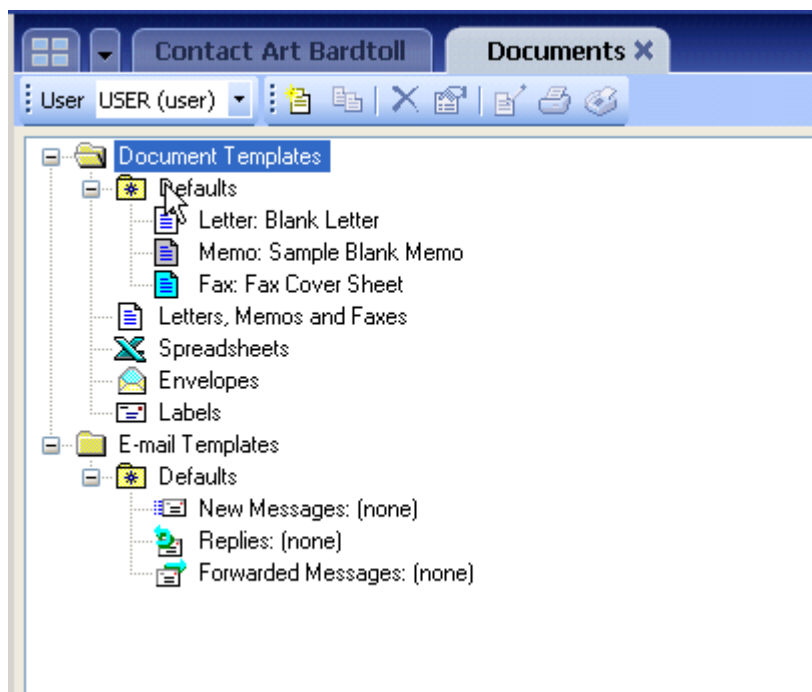 Contact Art Bardtoll Documents
User USER (user)
Document Templates
Defaults
Letter: Blank Letter
Memo: Sample Blank Memo
Fax: Fax Cover Sheet
Letters, Memos and Faxes
Spreadsheets
Envelopes
Labels
E-mail Templates
Defaults
New Messages: (none)
Replies: (none)
Forwarded Messages: (none)